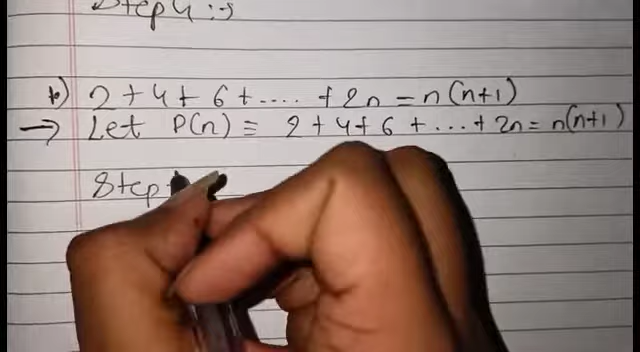 Step 4 :→
b) 2 + 4 + 6 + .... + 2n = n(n+1)
→ Let P(n) ≡ 2 + 4 + 6 + ... + 2n = n(n+1)
Step